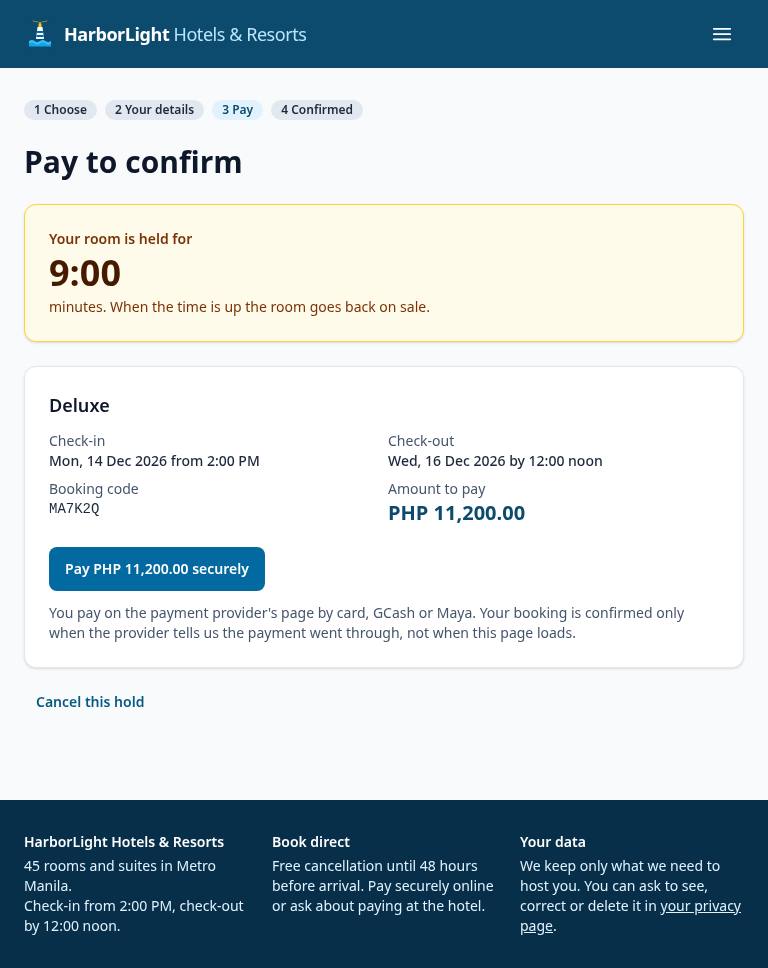 HarborLight Hotels & Resorts
1 Choose
2 Your details
3 Pay
4 Confirmed
Pay to confirm
Your room is held for
9:00
minutes. When the time is up the room goes back on sale.
Deluxe
Check-in
Mon, 14 Dec 2026 from 2:00 PM
Check-out
Wed, 16 Dec 2026 by 12:00 noon
Booking code
MA7K2Q
Amount to pay
PHP 11,200.00
Pay PHP 11,200.00 securely
You pay on the payment provider's page by card, GCash or Maya. Your booking is confirmed only
when the provider tells us the payment went through, not when this page loads.
Cancel this hold
HarborLight Hotels & Resorts
45 rooms and suites in Metro
Manila.
Check-in from 2:00 PM, check-out
by 12:00 noon.
Book direct
Free cancellation until 48 hours
before arrival. Pay securely online
or ask about paying at the hotel.
Your data
We keep only what we need to
host you. You can ask to see,
correct or delete it in your privacy
page.